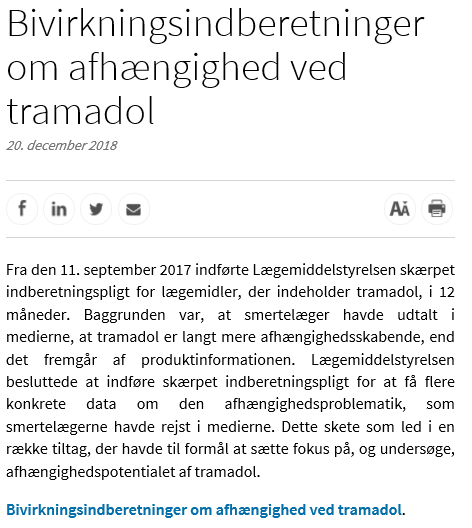 Bivirkningsindberetninger
om afhængighed ved
tramadol
20. december 2018
Fra den 11. september 2017 indførte Lægemiddelstyrelsen skærpet
indberetningspligt for lægemidler, der indeholder tramadol, i 12
måneder. Baggrunden var, at smertelæger havde udtalt i
medierne, at tramadol er langt mere afhængighedsskabende, end
det fremgår af produktinformationen. Lægemiddelstyrelsen
besluttede at indføre skærpet indberetningspligt for at få flere
konkrete data om den afhængighedsproblematik, som
smertelægerne havde rejst i medierne. Dette skete som led i en
række tiltag, der havde til formål at sætte fokus på, og undersøge,
afhængighedspotentialet af tramadol.
Bivirkningsindberetninger om afhængighed ved tramadol.